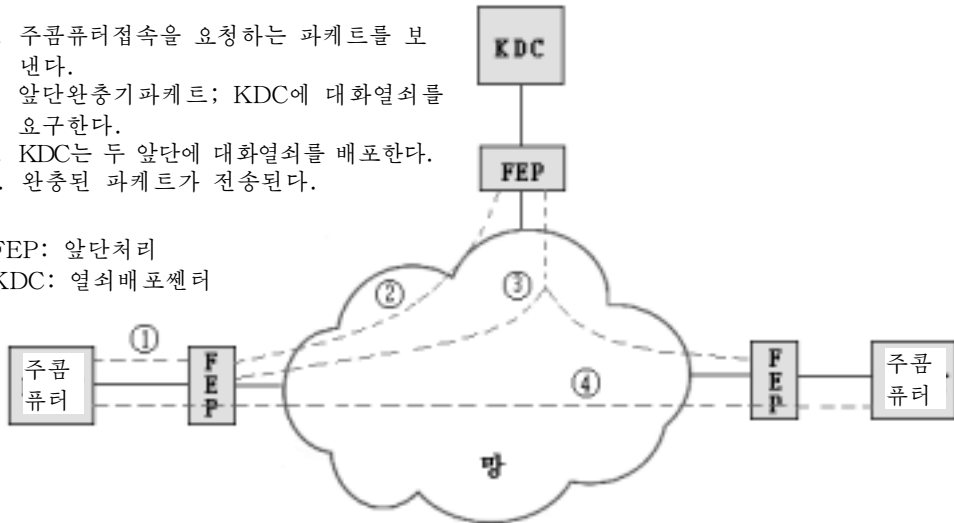 주콤퓨터접속을 요청하는 파케트를 보
낸다.
앞단완충기파케트; KDC에 대화열쇠를
요구한다.
KDC는 두 앞단에 대화열쇠를 배포한다.
. 완충된 파케트가 전송된다.
FEP: 앞단처리
KDC: 열쇠배포쎈터
KDC
FEP
②
③
①
주콤
퓨터
FEP
④
FEP
주콤
퓨터
망